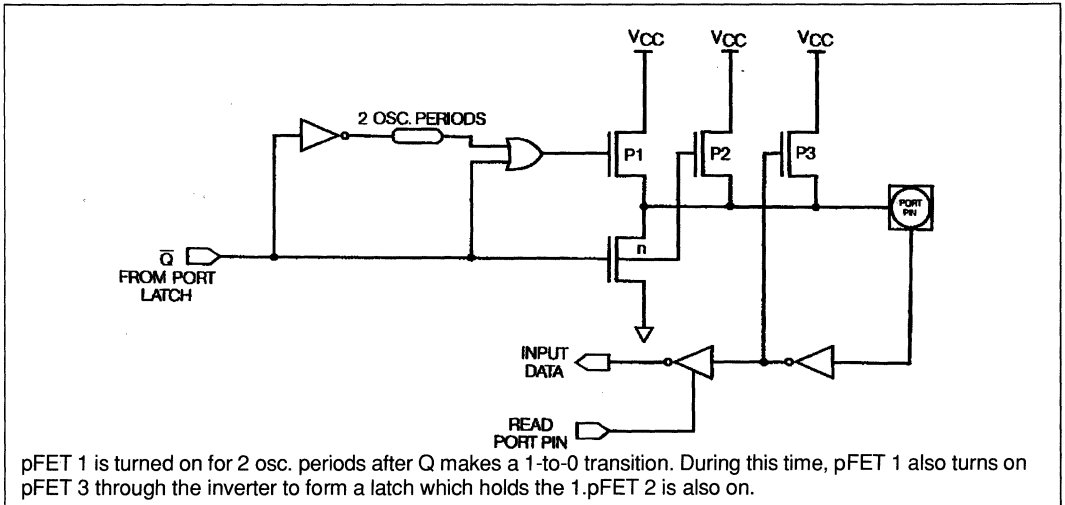 VCC VCC VCC
2 OSC. PERIODS
P1 P2 P3
PORT
PIN
n
Q̅
FROM PORT
LATCH
INPUT
DATA
READ
PORT PIN
pFET 1 is turned on for 2 osc. periods after Q makes a 1-to-0 transition. During this time, pFET 1 also turns on
pFET 3 through the inverter to form a latch which holds the 1.pFET 2 is also on.